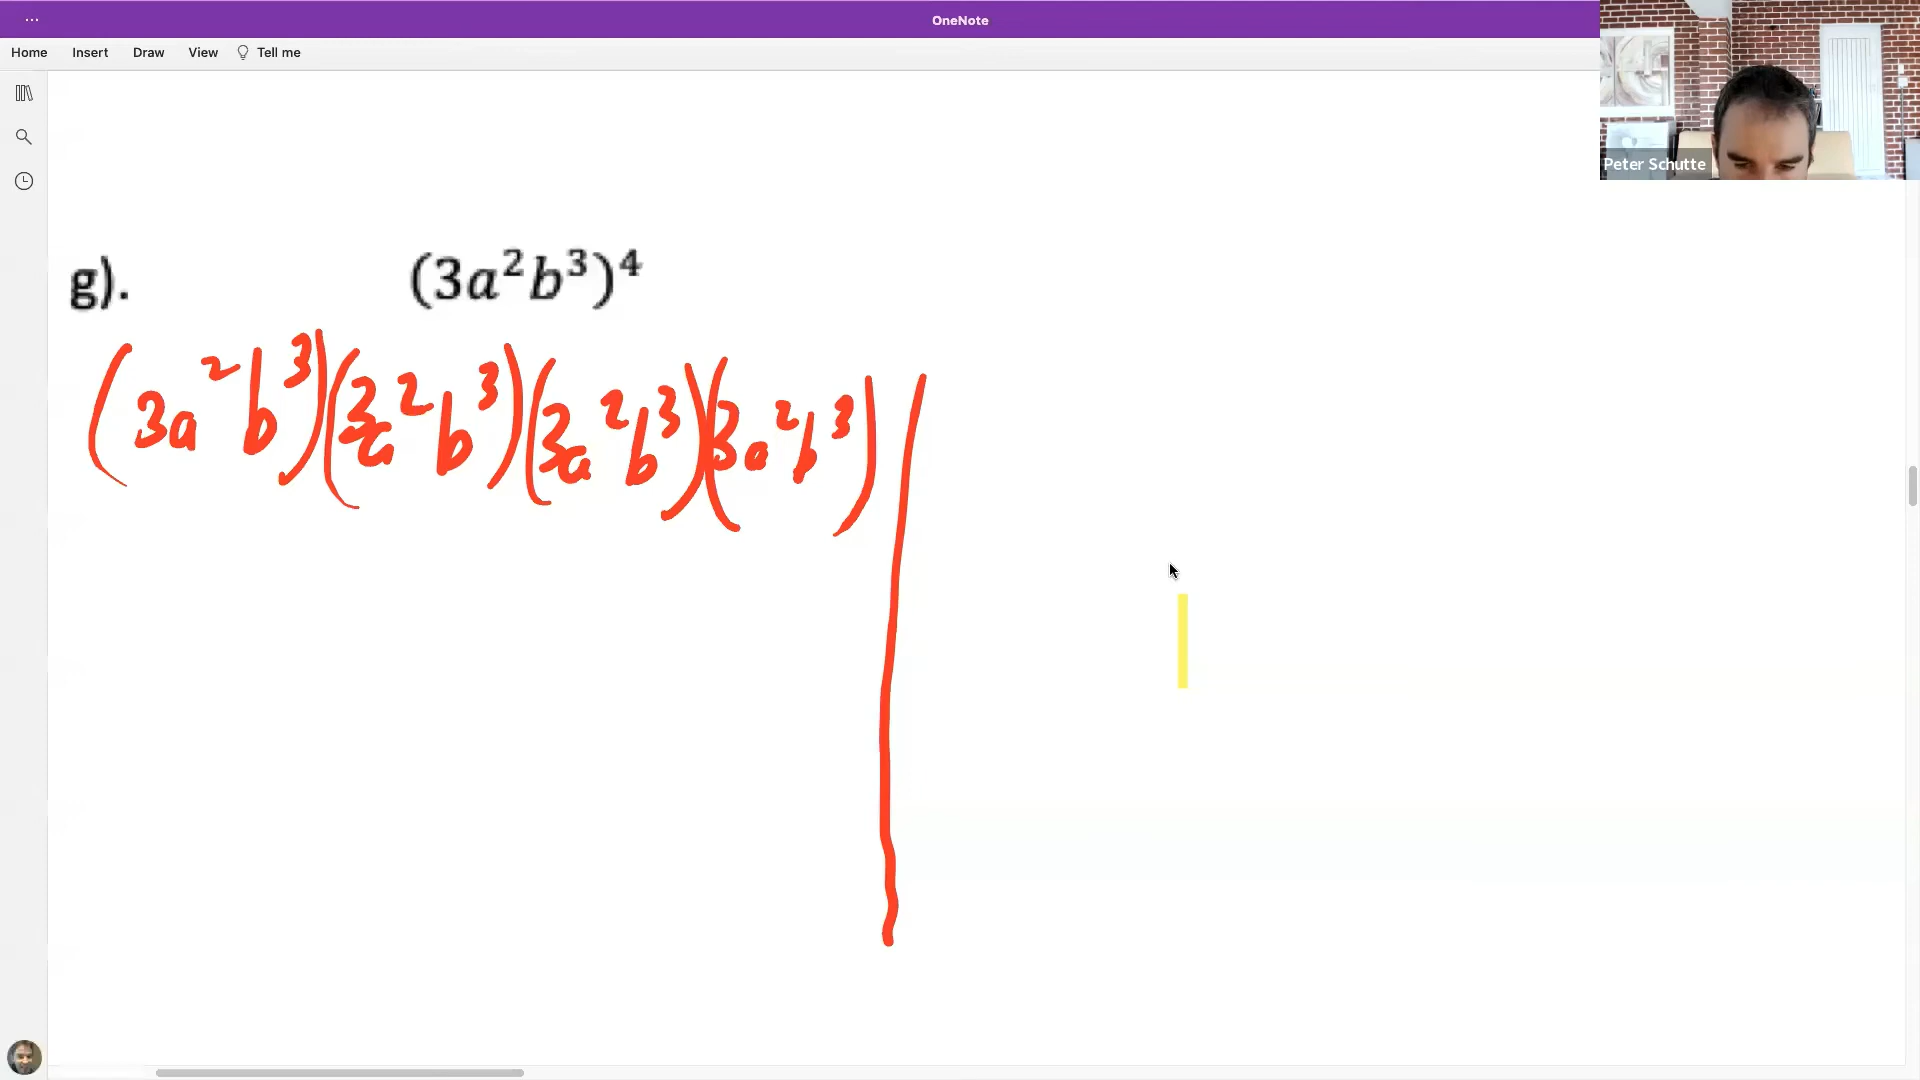 OneNote
Home Insert Draw View Tell me
Peter Schutte
g). (3a²b³)⁴
(3a²b³)(3a²b³)(3a²b³)(3a²b³)